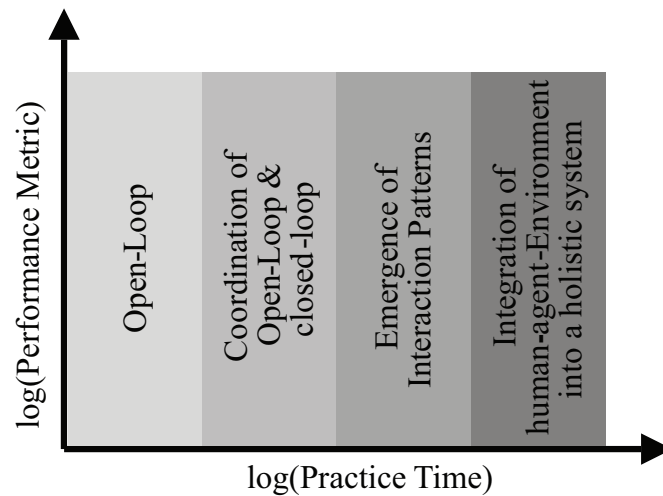 log(Performance Metric)
Open-Loop
Coordination of
Open-Loop &
closed-loop
Emergence of
Interaction Patterns
Integration of
human-agent-Environment
into a holistic system
log(Practice Time)